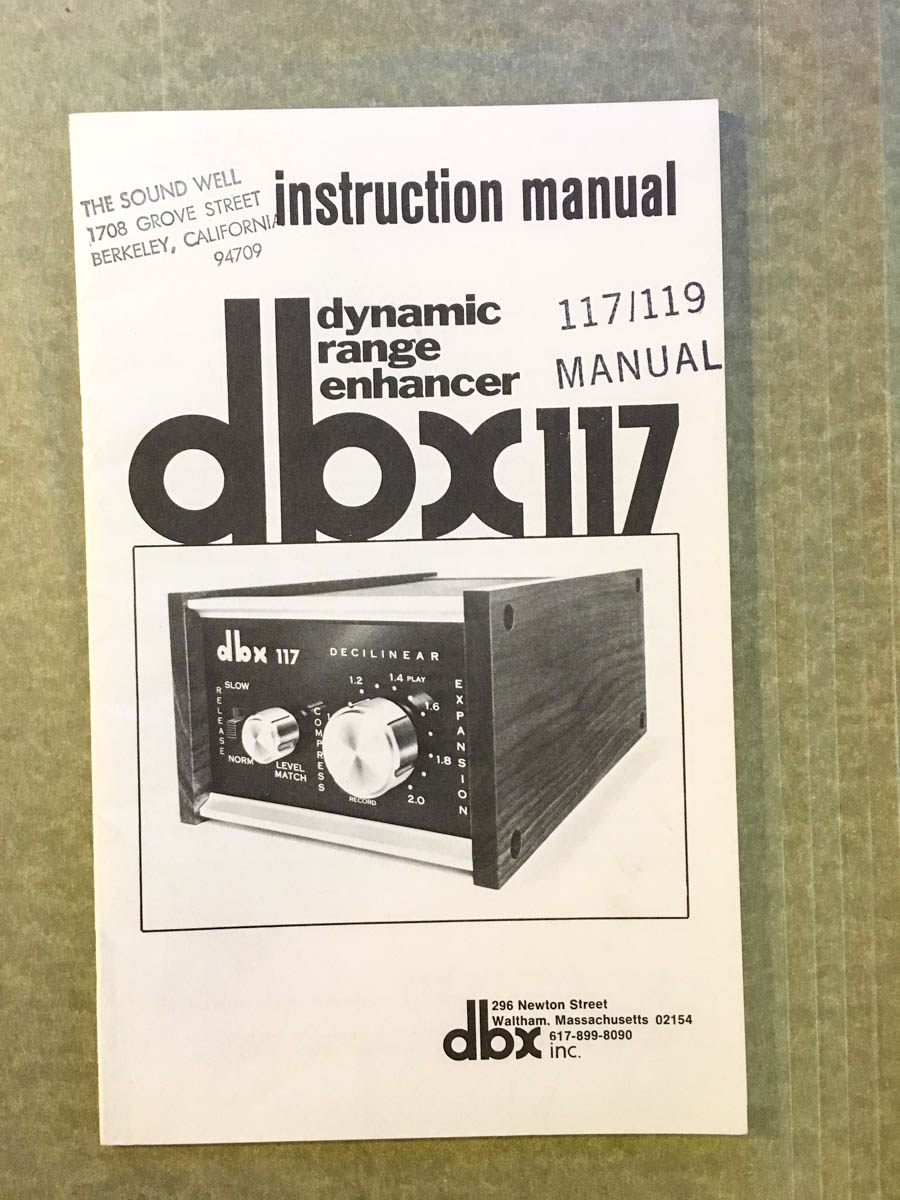 THE SOUND WELL
1708 GROVE STREET
BERKELEY, CALIFORNIA
94709
instruction manual
dynamic
range
enhancer
117/119
MANUAL
dbx117
dbx 117
DECILINEAR
SLOW
RELEASE
NORM
LEVEL
MATCH
COMPRESS
1.2
1.4 PLAY
1.6
1.8
2.0
RECORD
EXPANSION
296 Newton Street
Waltham, Massachusetts 02154
617-899-8090
dbx inc.